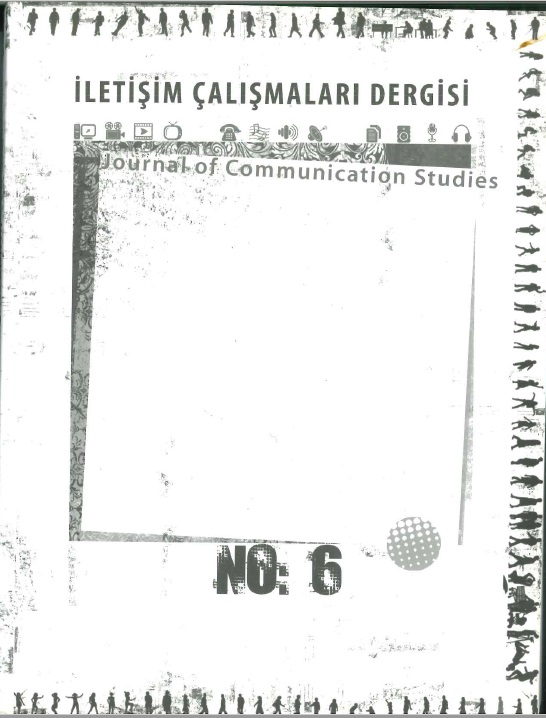 İLETİŞİM ÇALIŞMALARI DERGİSİ
Journal of Communication Studies
NO: 6